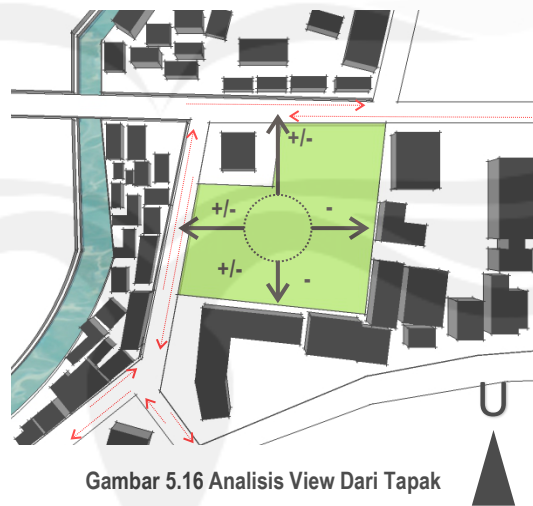 +/-
+/-
-
+/-
-
U
Gambar 5.16 Analisis View Dari Tapak